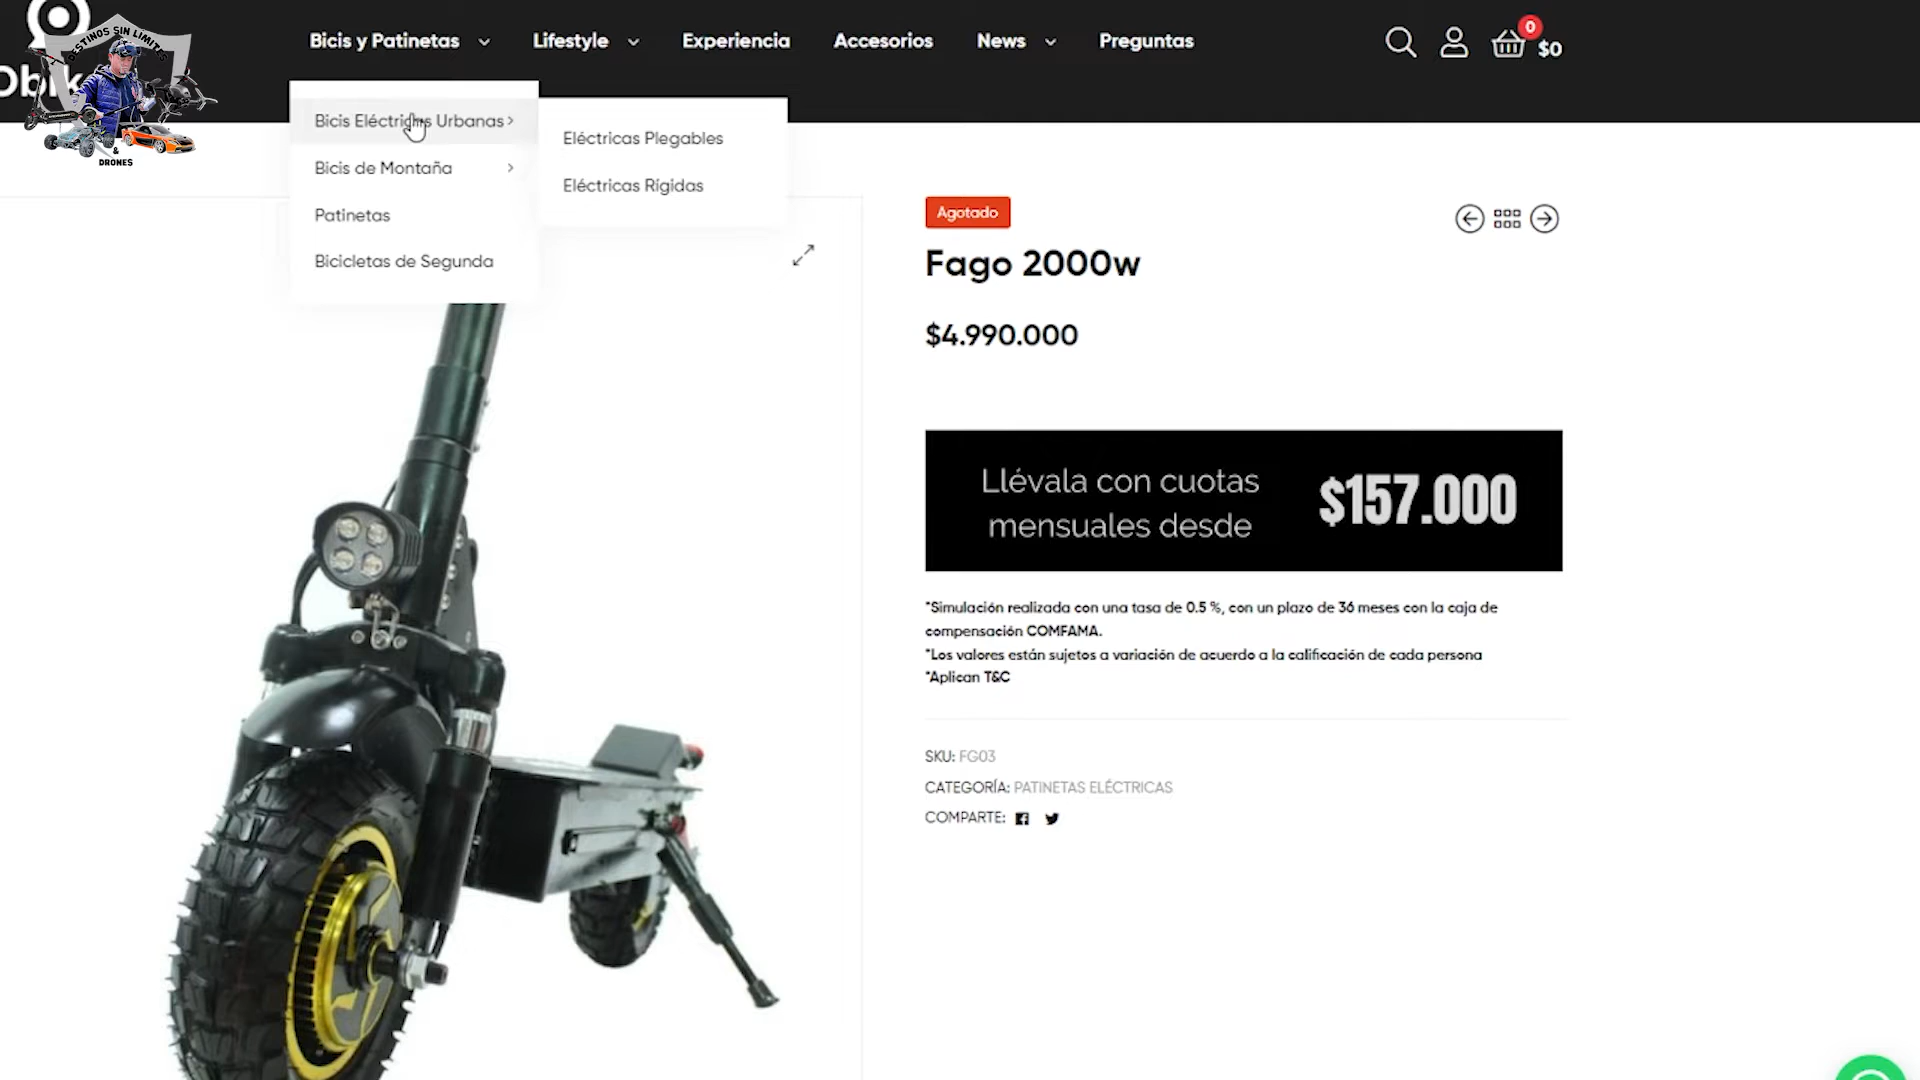 DESTINOS SIN LIMITES
&
DRONES
Bicis y Patinetas
Lifestyle
Experiencia
Accesorios
News
Preguntas
0
$0
Bicis Eléctricas Urbanas
Bicis de Montaña
Patinetas
Bicicletas de Segunda
Eléctricas Plegables
Eléctricas Rígidas
Agotado
Fago 2000w
$4.990.000
Llévala con cuotas
mensuales desde
$157.000
*Simulación realizada con una tasa de 0.5 %, con un plazo de 36 meses con la caja de
compensación COMFAMA.
*Los valores están sujetos a variación de acuerdo a la calificación de cada persona
*Aplican T&C
SKU: FG03
CATEGORÍA: PATINETAS ELÉCTRICAS
COMPARTE: